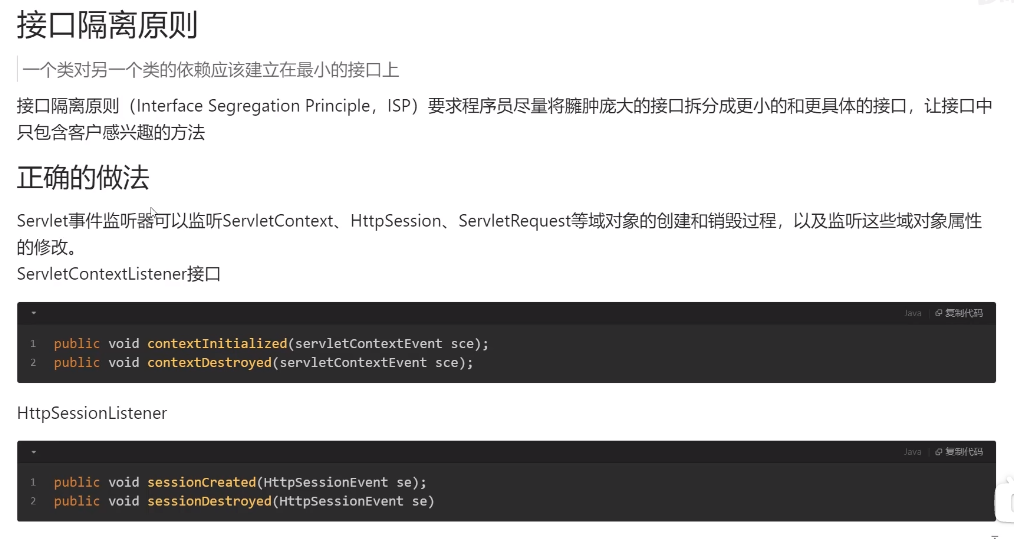 接口隔离原则
一个类对另一个类的依赖应该建立在最小的接口上
接口隔离原则（Interface Segregation Principle，ISP）要求程序员尽量将臃肿庞大的接口拆分成更小的和更具体的接口，让接口中
只包含客户感兴趣的方法
正确的做法
Servlet事件监听器可以监听ServletContext、HttpSession、ServletRequest等域对象的创建和销毁过程，以及监听这些域对象属性
的修改。
ServletContextListener接口
Java 复制代码
1 public void contextInitialized(servletContextEvent sce);
2 public void contextDestroyed(servletContextEvent sce);
HttpSessionListener
Java 复制代码
1 public void sessionCreated(HttpSessionEvent se);
2 public void sessionDestroyed(HttpSessionEvent se)